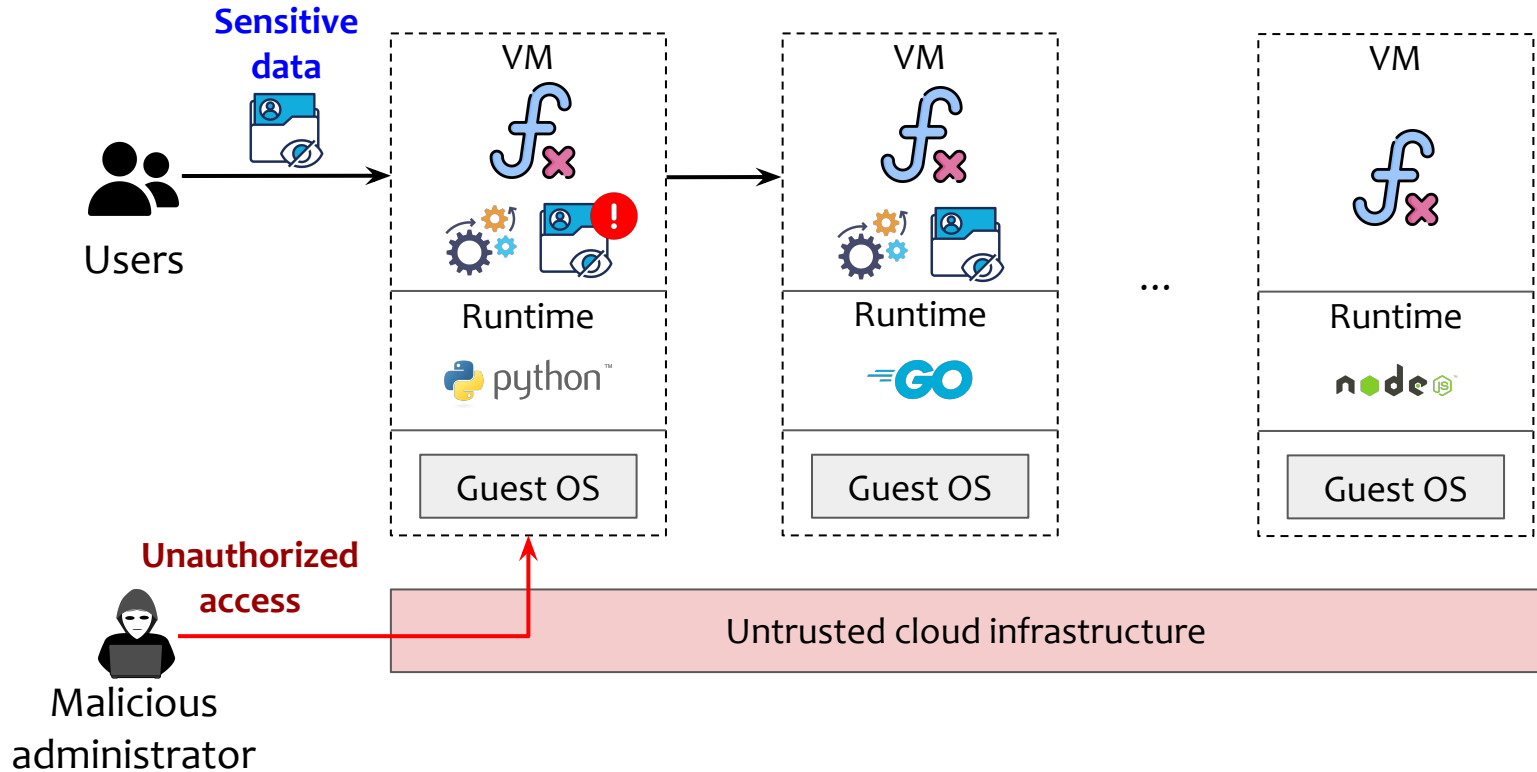 Sensitive
data
Users
VM
!
Runtime
python™
Guest OS
VM
Runtime
GO
Guest OS
...
VM
Runtime
node JS
Guest OS
Unauthorized
access
Malicious
administrator
Untrusted cloud infrastructure